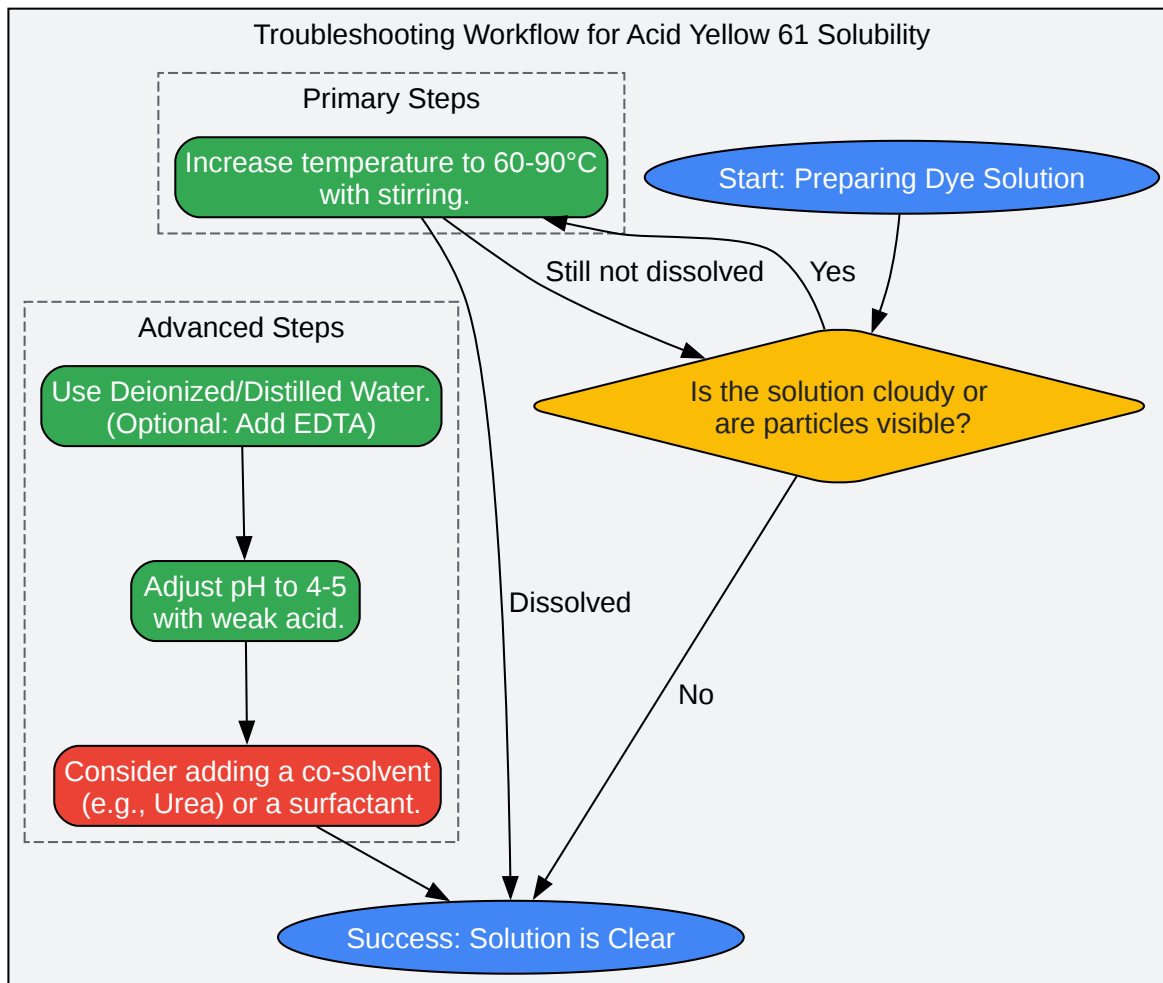 Troubleshooting Workflow for Acid Yellow 61 Solubility
Primary Steps
Increase temperature to 60-90°C
with stirring.
Start: Preparing Dye Solution
Still not dissolved
Yes
Advanced Steps
Use Deionized/Distilled Water.
(Optional: Add EDTA)
Is the solution cloudy or
are particles visible?
Adjust pH to 4-5
with weak acid.
Dissolved
No
Consider adding a co-solvent
(e.g., Urea) or a surfactant.
Success: Solution is Clear